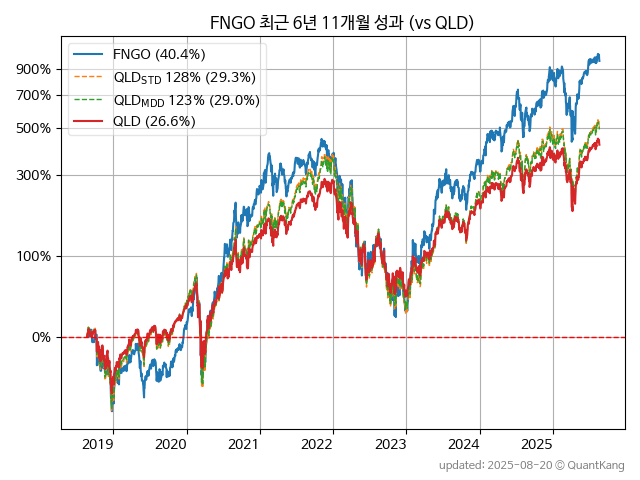 FNGO 최근 6년 11개월 성과 (vs QLD)
FNGO (40.4%)
QLD_STD 128% (29.3%)
QLD_MDD 123% (29.0%)
QLD (26.6%)
900%
700%
500%
300%
100%
0%
2019 2020 2021 2022 2023 2024 2025
updated: 2025-08-20 © QuantKang